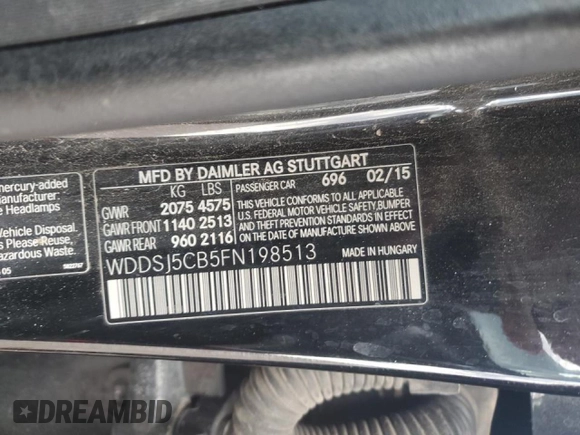 mercury-added
Headlamps
Vehicle Disposal.
Please Reuse,
Hazardous Waste.
05
MFD BY DAIMLER AG STUTTGART
KG LBS PASSENGER CAR 696 02/15
GVWR 2075 4575
GAWR FRONT 1140 2513
GAWR REAR 960 2116
THIS VEHICLE CONFORMS TO ALL APPLICABLE
U.S. FEDERAL MOTOR VEHICLE SAFETY,BUMPER
AND THEFT PREVENTION STANDARDS IN EFFECT
ON THE DATE OF MANUFACTURE SHOWN ABOVE.
WDDSJ5CB5FN198513 MADE IN HUNGARY
DREAMBID